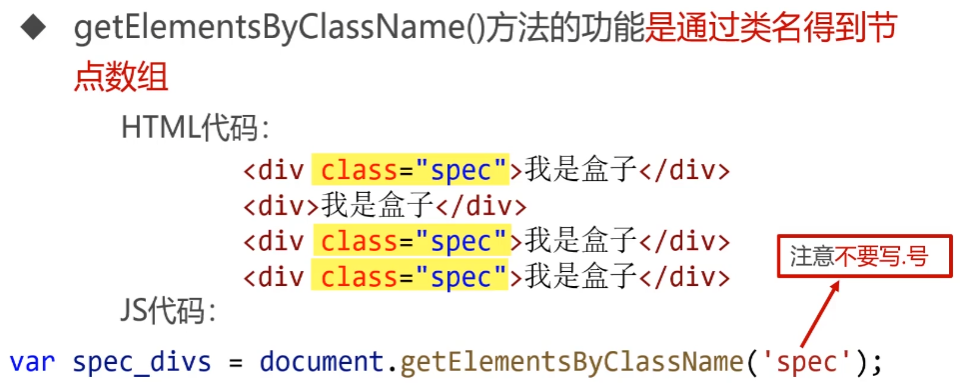 ◆ getElementsByClassName()方法的功能是通过类名得到节
点数组
HTML代码：
<div class="spec">我是盒子</div>
<div>我是盒子</div>
<div class="spec">我是盒子</div>
<div class="spec">我是盒子</div>
注意不要写.号
JS代码：
var spec_divs = document.getElementsByClassName('spec');